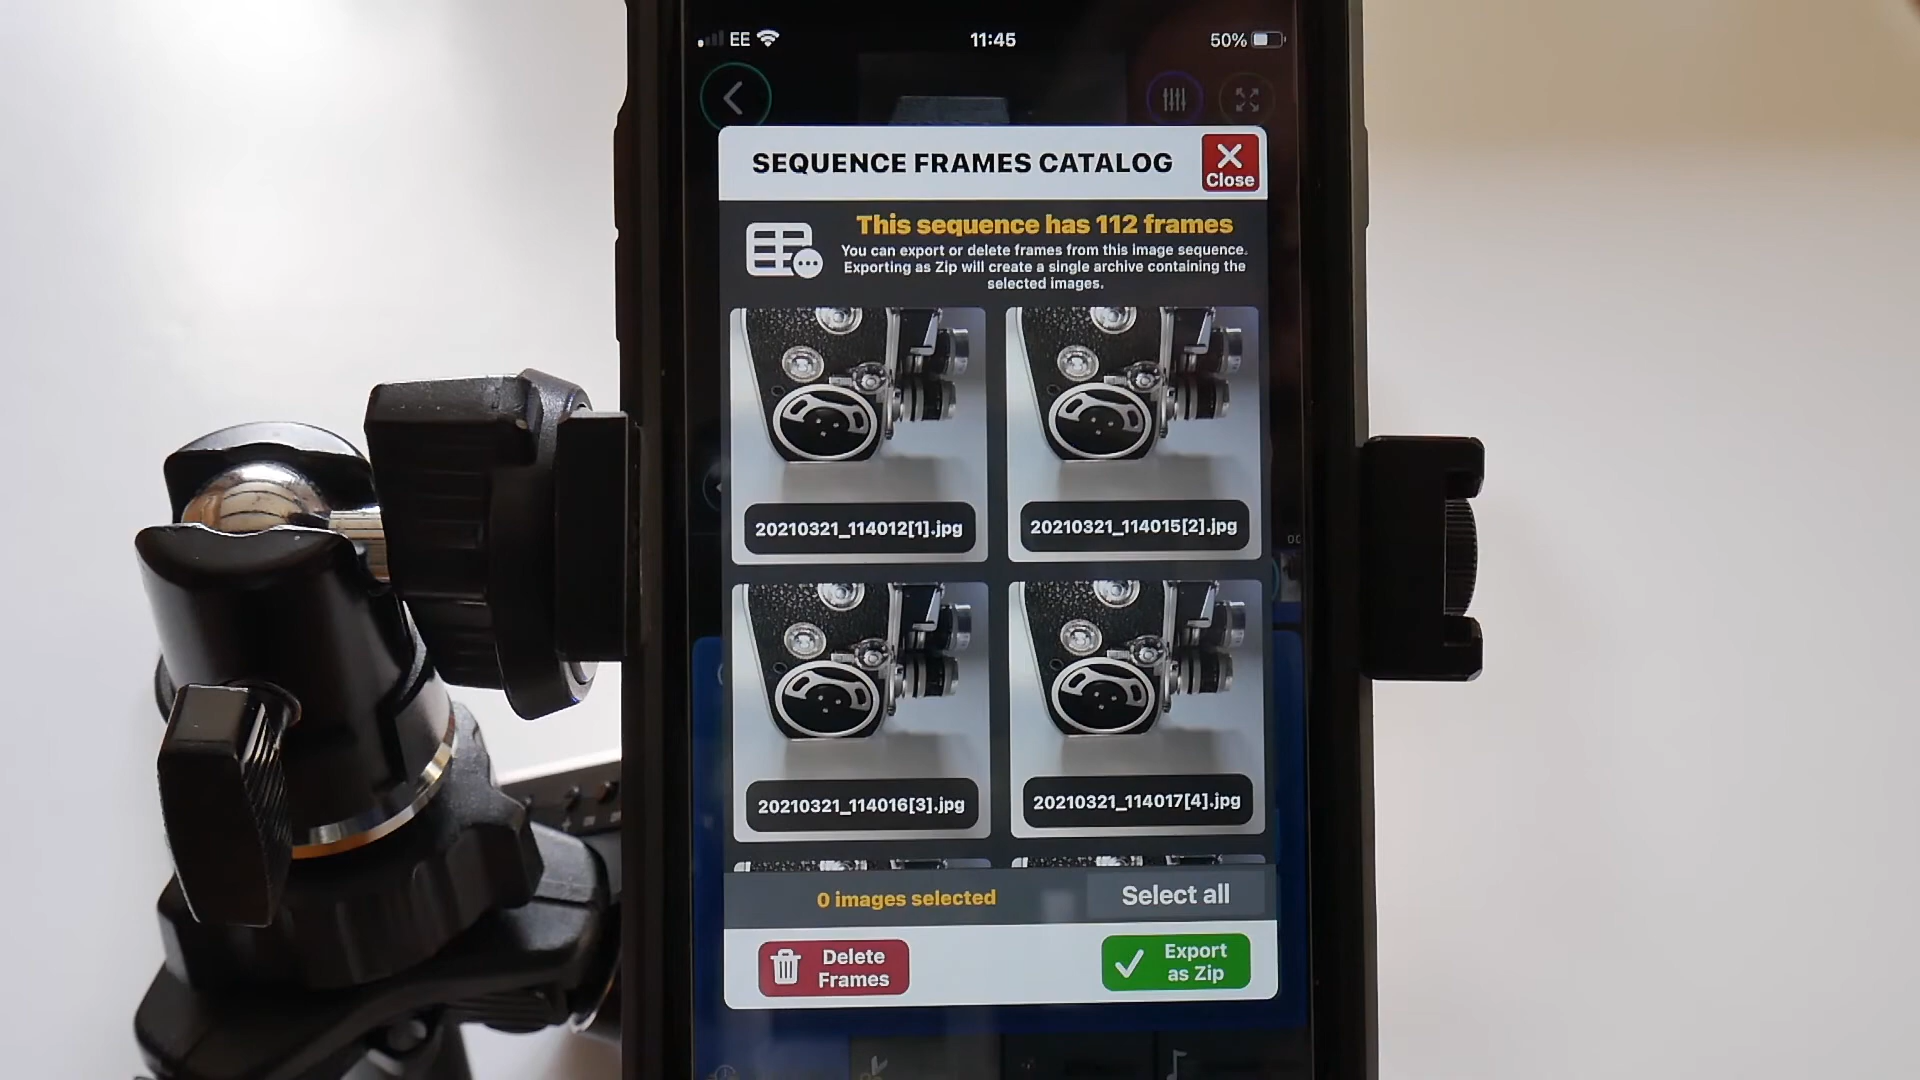 EE 11:45 50%
SEQUENCE FRAMES CATALOG
Close
This sequence has 112 frames
You can export or delete frames from this image sequence.
Exporting as Zip will create a single archive containing the
selected images.
20210321_114012[1].jpg
20210321_114015[2].jpg
20210321_114016[3].jpg
20210321_114017[4].jpg
0 images selected
Select all
Delete
Frames
Export
as Zip